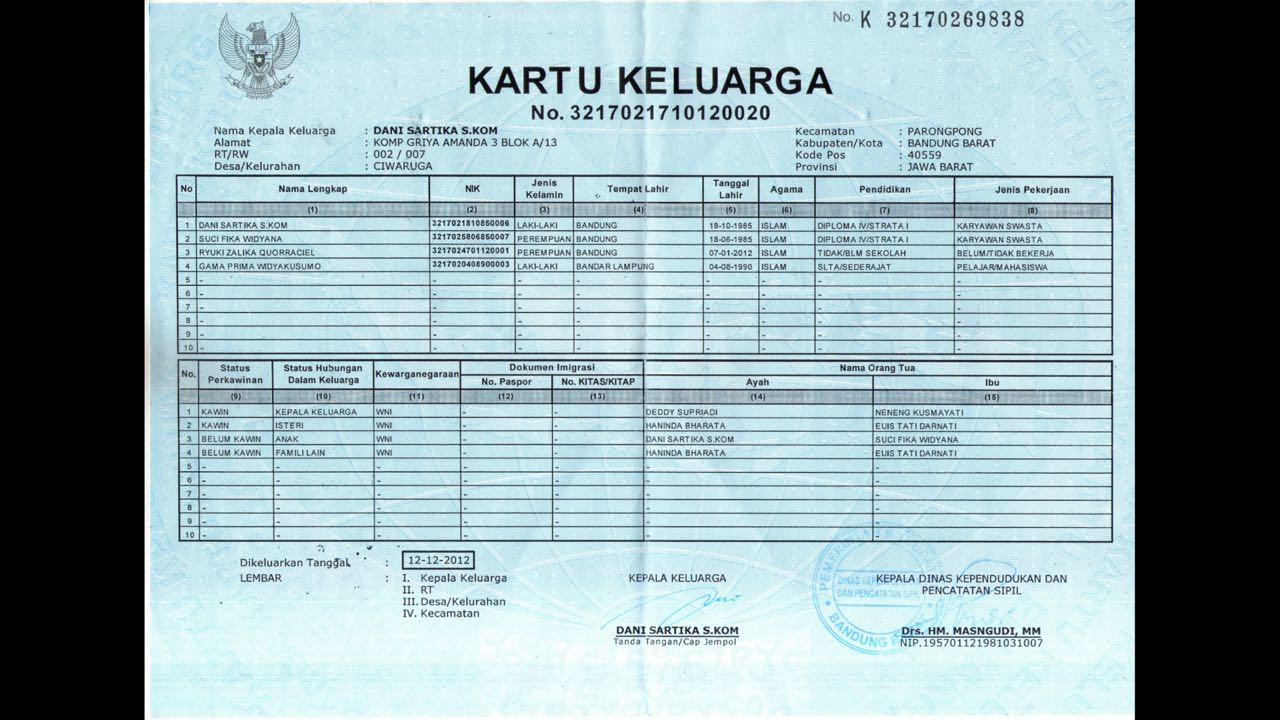 No. K 32170269838
KARTU KELUARGA
No. 3217021710120020
Nama Kepala Keluarga : DANI SARTIKA S.KOM
Alamat : KOMP GRIYA AMANDA 3 BLOK A/13
RT/RW : 002 / 007
Desa/Kelurahan : CIWARUGA
Kecamatan : PARONGPONG
Kabupaten/Kota : BANDUNG BARAT
Kode Pos : 40559
Provinsi : JAWA BARAT
No Nama Lengkap NIK Jenis Kelamin Tempat Lahir Tanggal Lahir Agama Pendidikan Jenis Pekerjaan
(1) (2) (3) (4) (5) (6) (7) (8)
1 DANI SARTIKA S.KOM 3217021810850006 LAKI-LAKI BANDUNG 18-10-1985 ISLAM DIPLOMA IV/STRATA I KARYAWAN SWASTA
2 SUCI FIKA WIDYANA 3217025806850007 PEREMPUAN BANDUNG 18-06-1985 ISLAM DIPLOMA IV/STRATA I KARYAWAN SWASTA
3 RYUKI ZALIKA QUORRACIEL 3217024701120001 PEREMPUAN BANDUNG 07-01-2012 ISLAM TIDAK/BLM SEKOLAH BELUM/TIDAK BEKERJA
4 GAMA PRIMA WIDYAKUSUMO 3217020408900003 LAKI-LAKI BANDAR LAMPUNG 04-08-1990 ISLAM SLTA/SEDERAJAT PELAJAR/MAHASISWA
5 - - - - - - - -
6 - - - - - - - -
7 - - - - - - - -
8 - - - - - - - -
9 - - - - - - - -
10 - - - - - - - -
No. Status Perkawinan Status Hubungan Dalam Keluarga Kewarganegaraan Dokumen Imigrasi Nama Orang Tua
No. Paspor No. KITAS/KITAP Ayah Ibu
(9) (10) (11) (12) (13) (14) (15)
1 KAWIN KEPALA KELUARGA WNI - - DEDDY SUPRIADI NENENG KUSMAYATI
2 KAWIN ISTERI WNI - - HANINDA BHARATA EUIS TATI DARNATI
3 BELUM KAWIN ANAK WNI - - DANI SARTIKA S.KOM SUCI FIKA WIDYANA
4 BELUM KAWIN FAMILI LAIN WNI - - HANINDA BHARATA EUIS TATI DARNATI
5 - - - - - - -
6 - - - - - - -
7 - - - - - - -
8 - - - - - - -
9 - - - - - - -
10 - - - - - - -
Dikeluarkan Tanggal : 12-12-2012
LEMBAR : I. Kepala Keluarga
II. RT
III. Desa/Kelurahan
IV. Kecamatan
KEPALA KELUARGA
DANI SARTIKA S.KOM
Tanda Tangan/Cap Jempol
KEPALA DINAS KEPENDUDUKAN DAN
PENCATATAN SIPIL
DAN PENCATATAN SIPIL
BANDUNG
Drs. HM. MASNGUDI, MM
NIP.195701121981031007